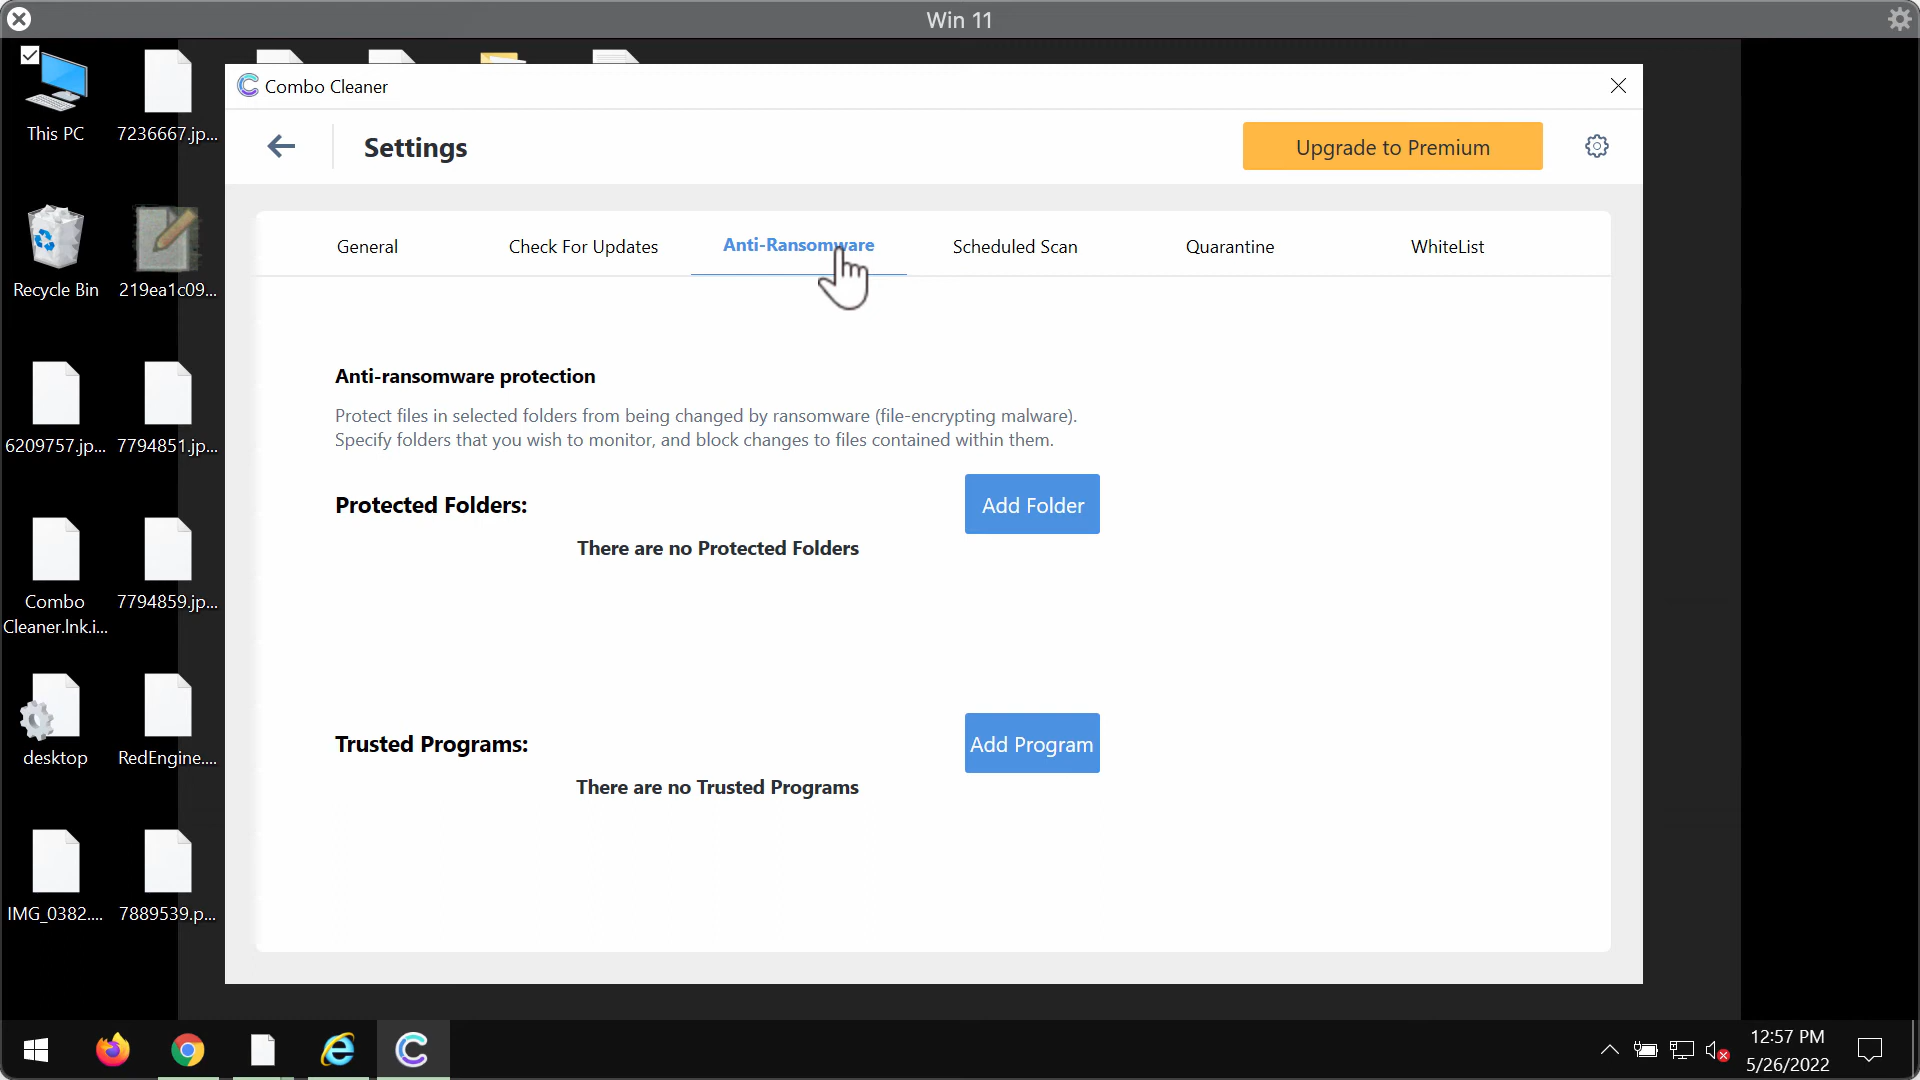 Win 11
This PC
7236667.jp...
Recycle Bin
219ea1c09...
6209757.jp...
7794851.jp...
Combo
Cleaner.lnk.i...
7794859.jp...
desktop
RedEngine....
IMG_0382....
7889539.p...
Combo Cleaner
Settings
Upgrade to Premium
General
Check For Updates
Anti-Ransomware
Scheduled Scan
Quarantine
WhiteList
Anti-ransomware protection
Protect files in selected folders from being changed by ransomware (file-encrypting malware).
Specify folders that you wish to monitor, and block changes to files contained within them.
Protected Folders:
Add Folder
There are no Protected Folders
Trusted Programs:
Add Program
There are no Trusted Programs
12:57 PM
5/26/2022